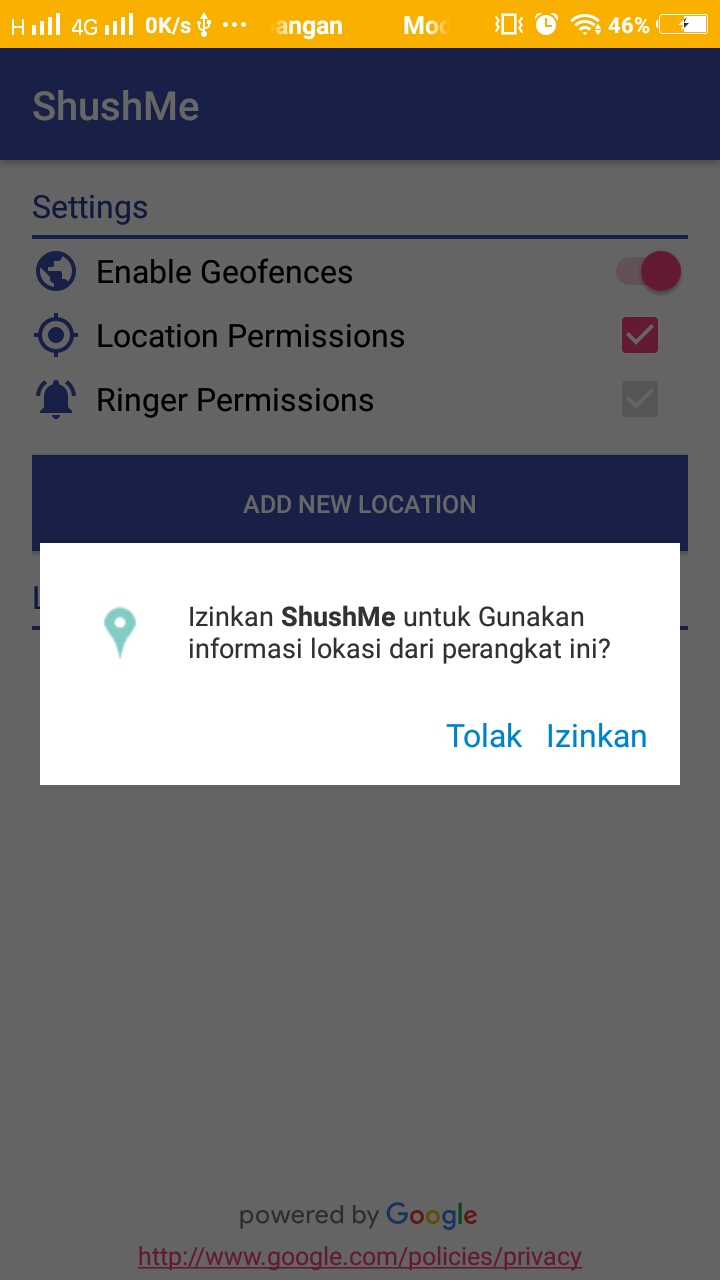 H 4G 0K/s ... angan Mo 46%
ShushMe
Settings
Enable Geofences
Location Permissions
Ringer Permissions
ADD NEW LOCATION
Izinkan ShushMe untuk Gunakan
informasi lokasi dari perangkat ini?
Tolak Izinkan
powered by Google
http://www.google.com/policies/privacy